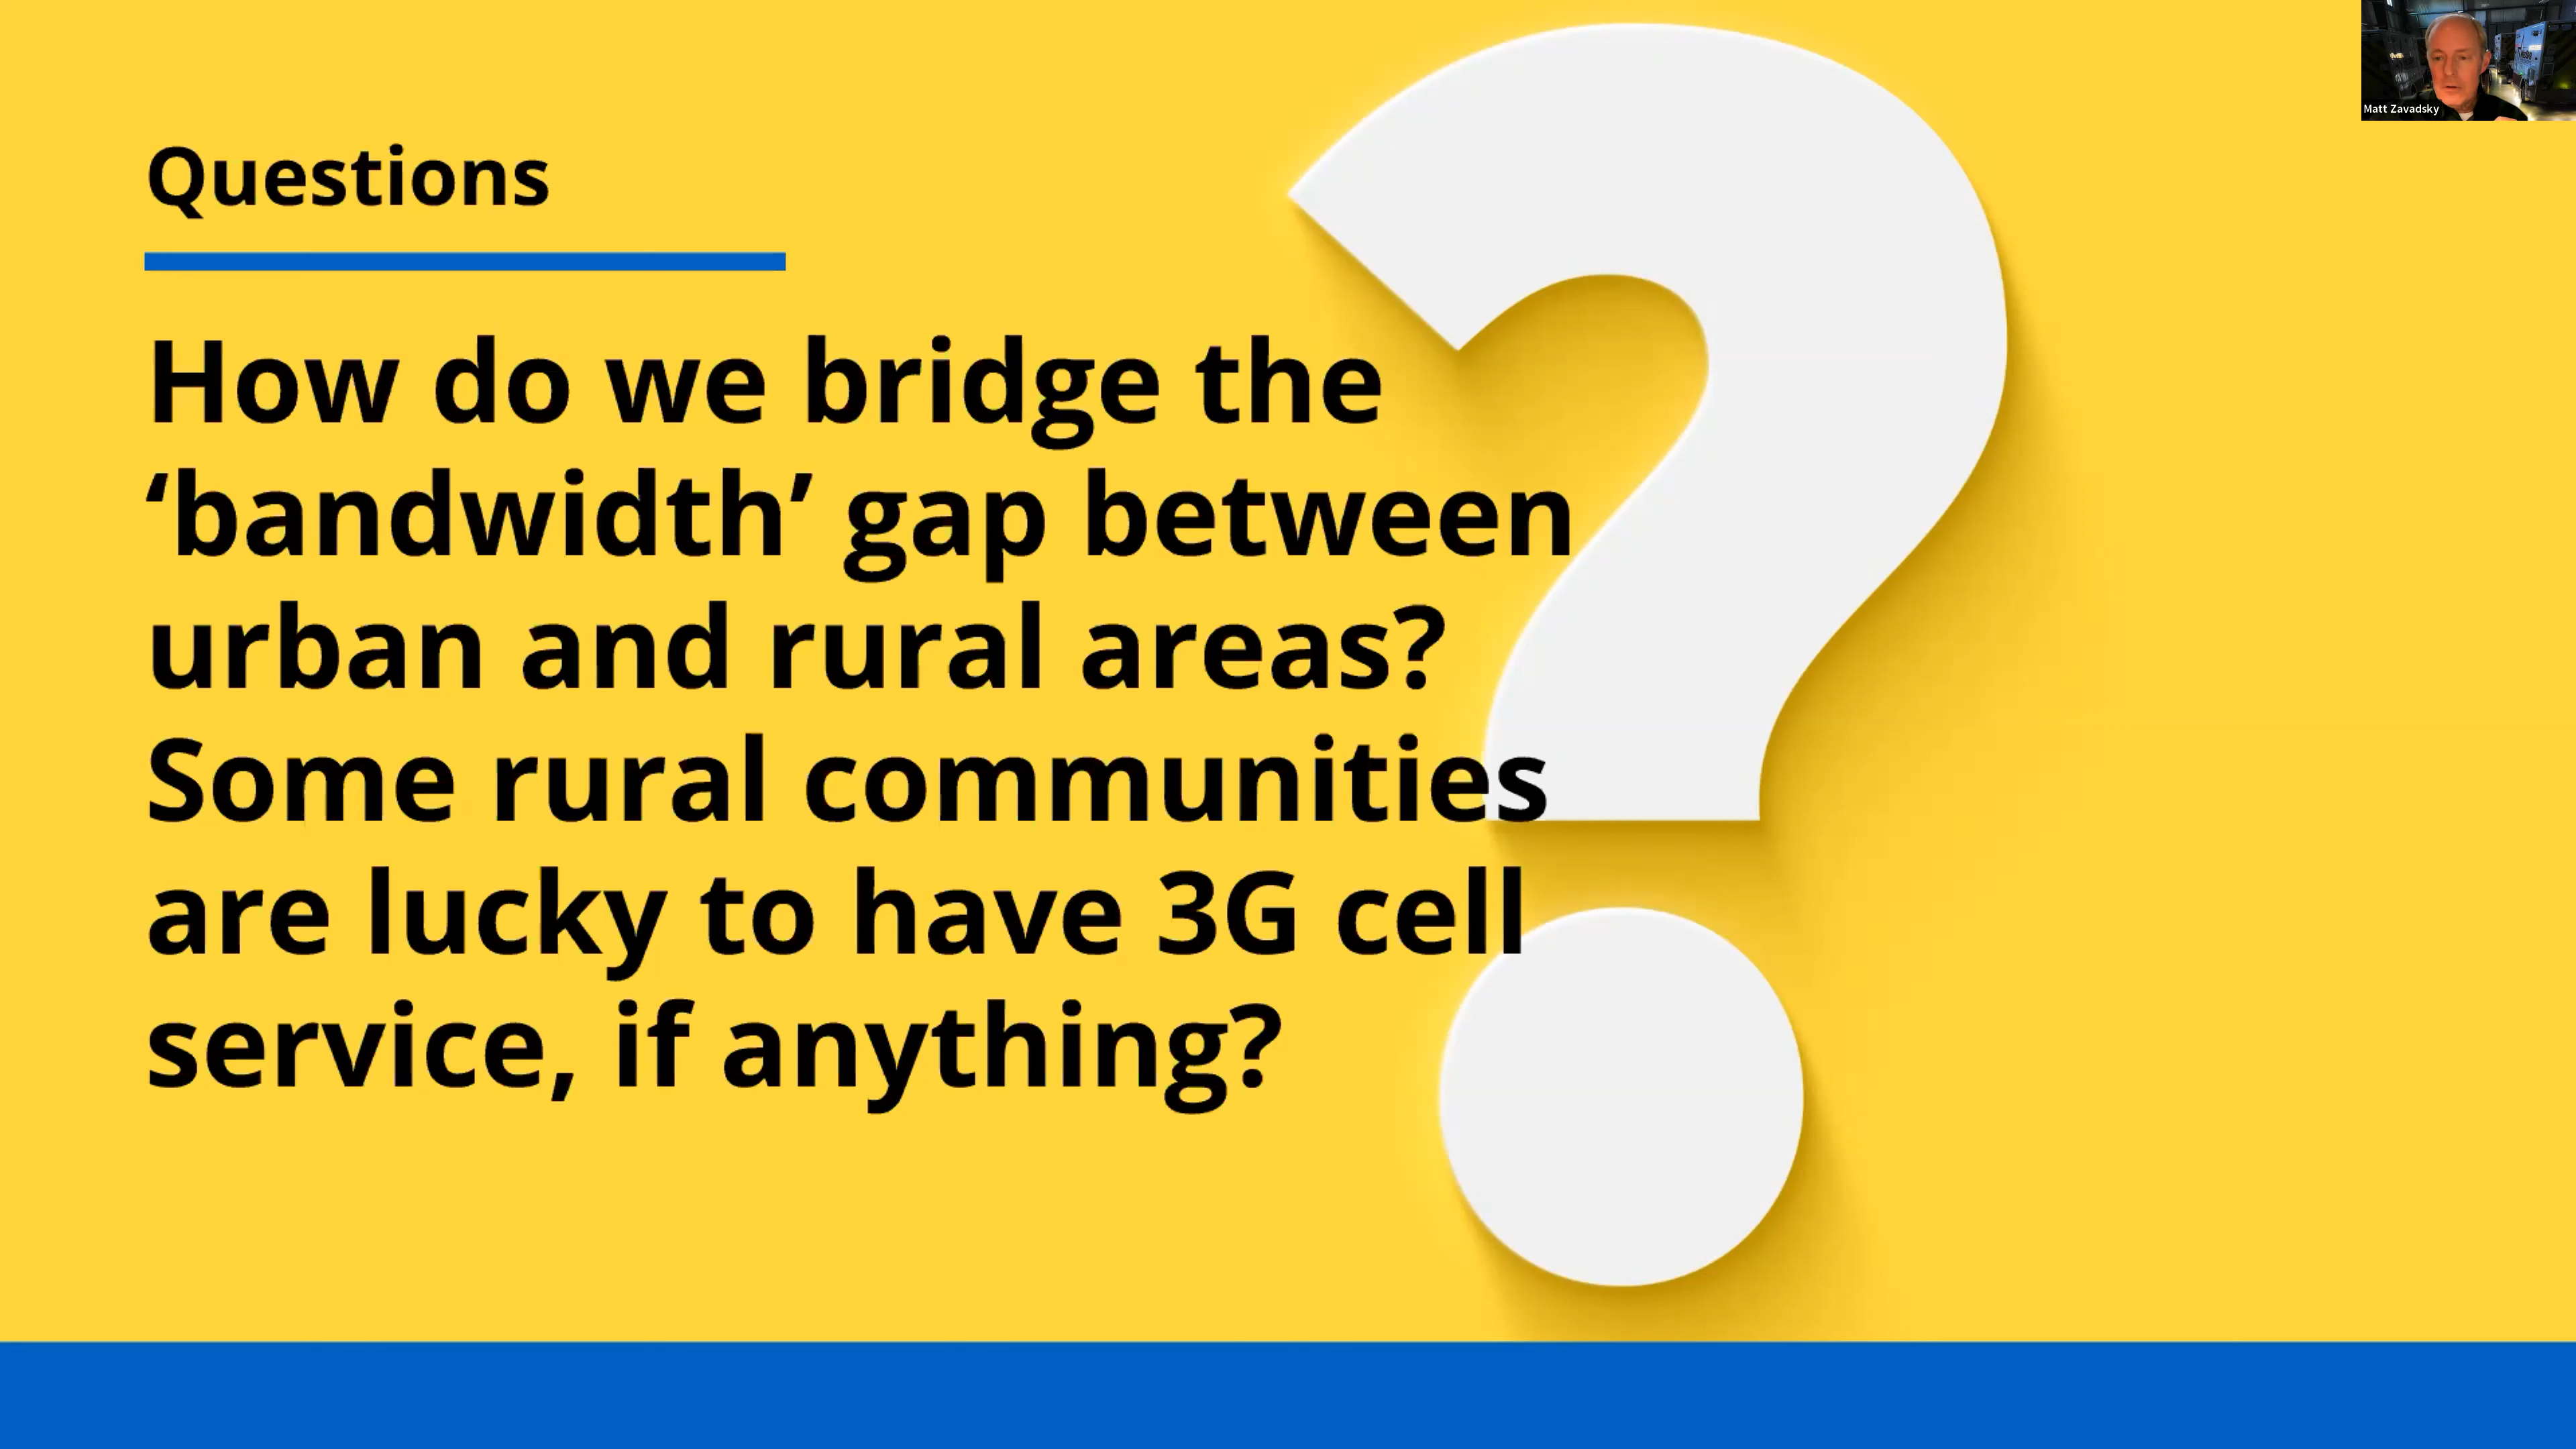 Matt Zavadsky
Questions
How do we bridge the
‘bandwidth’ gap between
urban and rural areas?
Some rural communities
are lucky to have 3G cell
service, if anything?